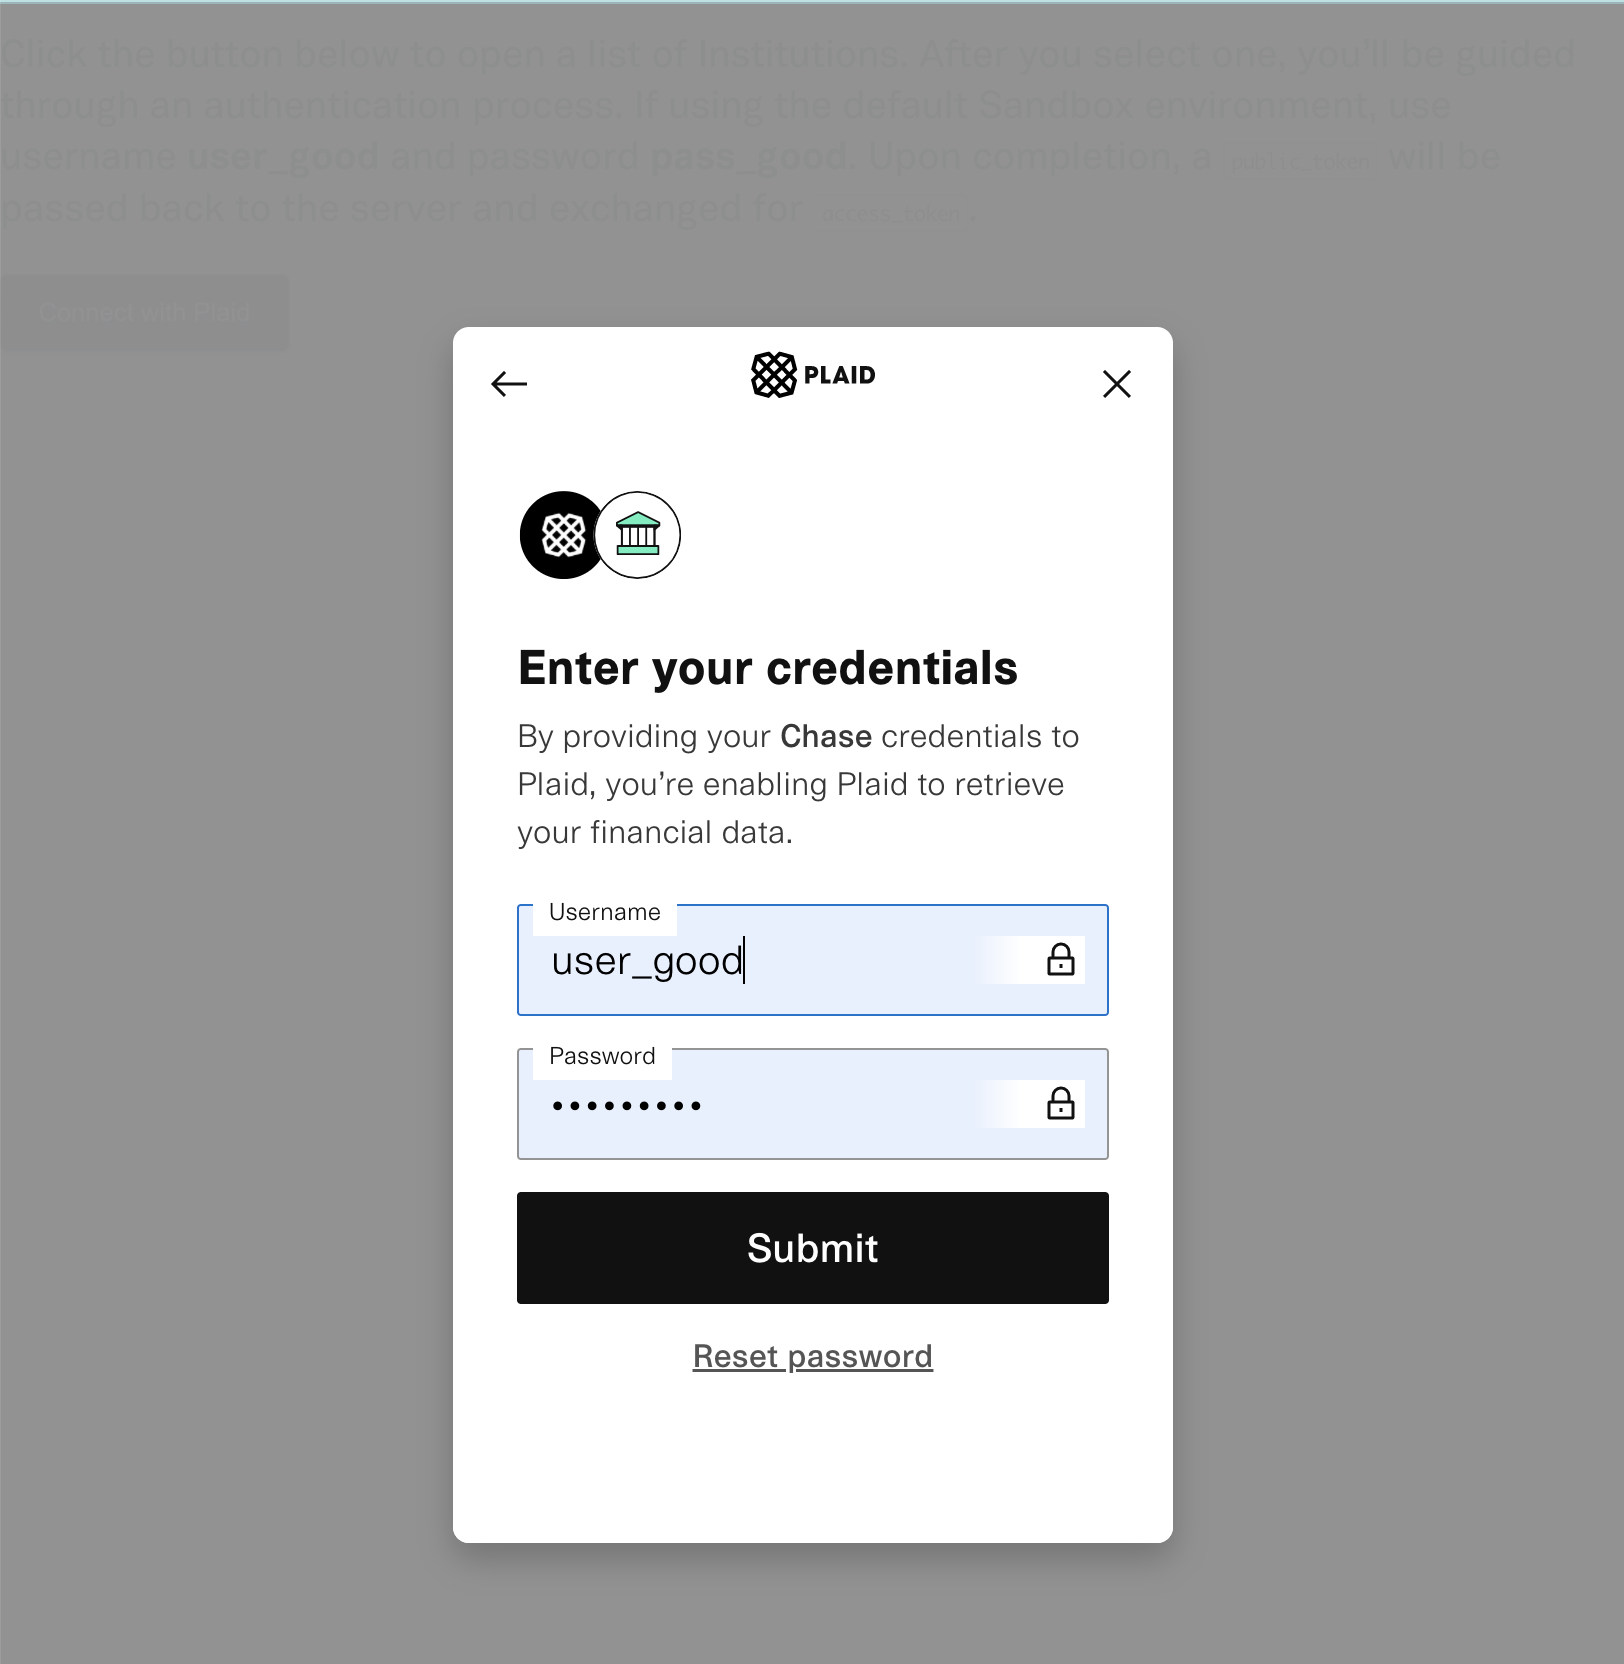 Click the button below to open a list of Institutions. After you select one, you'll be guided
through an authentication process. If using the default Sandbox environment, use
username user_good and password pass_good. Upon completion, a public_token will be
passed back to the server and exchanged for access_token.
Connect with Plaid
PLAID
Enter your credentials
By providing your Chase credentials to
Plaid, you’re enabling Plaid to retrieve
your financial data.
Username
user_good
Password
•••••••••
Submit
Reset password